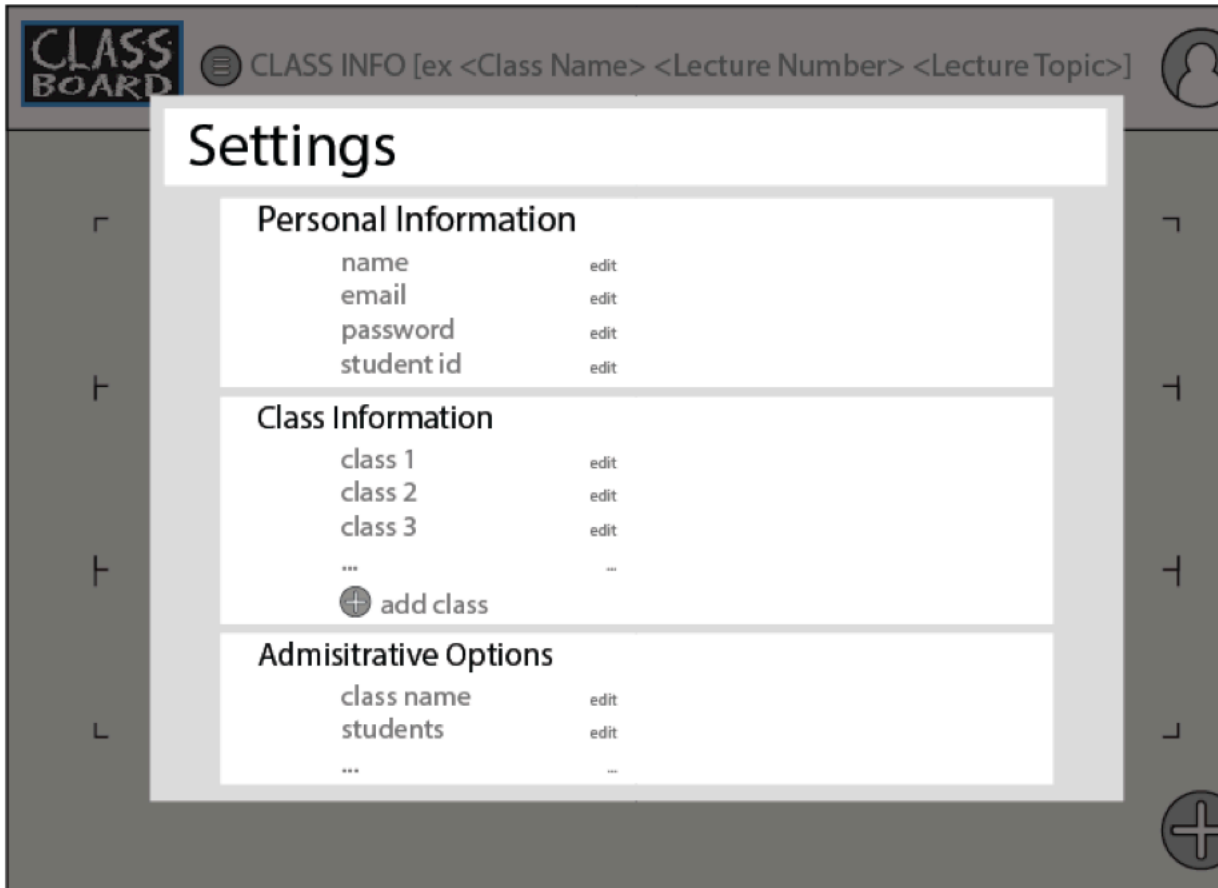 CLASS
BOARD
CLASS INFO [ex <Class Name> <Lecture Number> <Lecture Topic>]
Settings
Personal Information
name edit
email edit
password edit
student id edit
Class Information
class 1 edit
class 2 edit
class 3 edit
... ...
add class
Admisitrative Options
class name edit
students edit
... ...